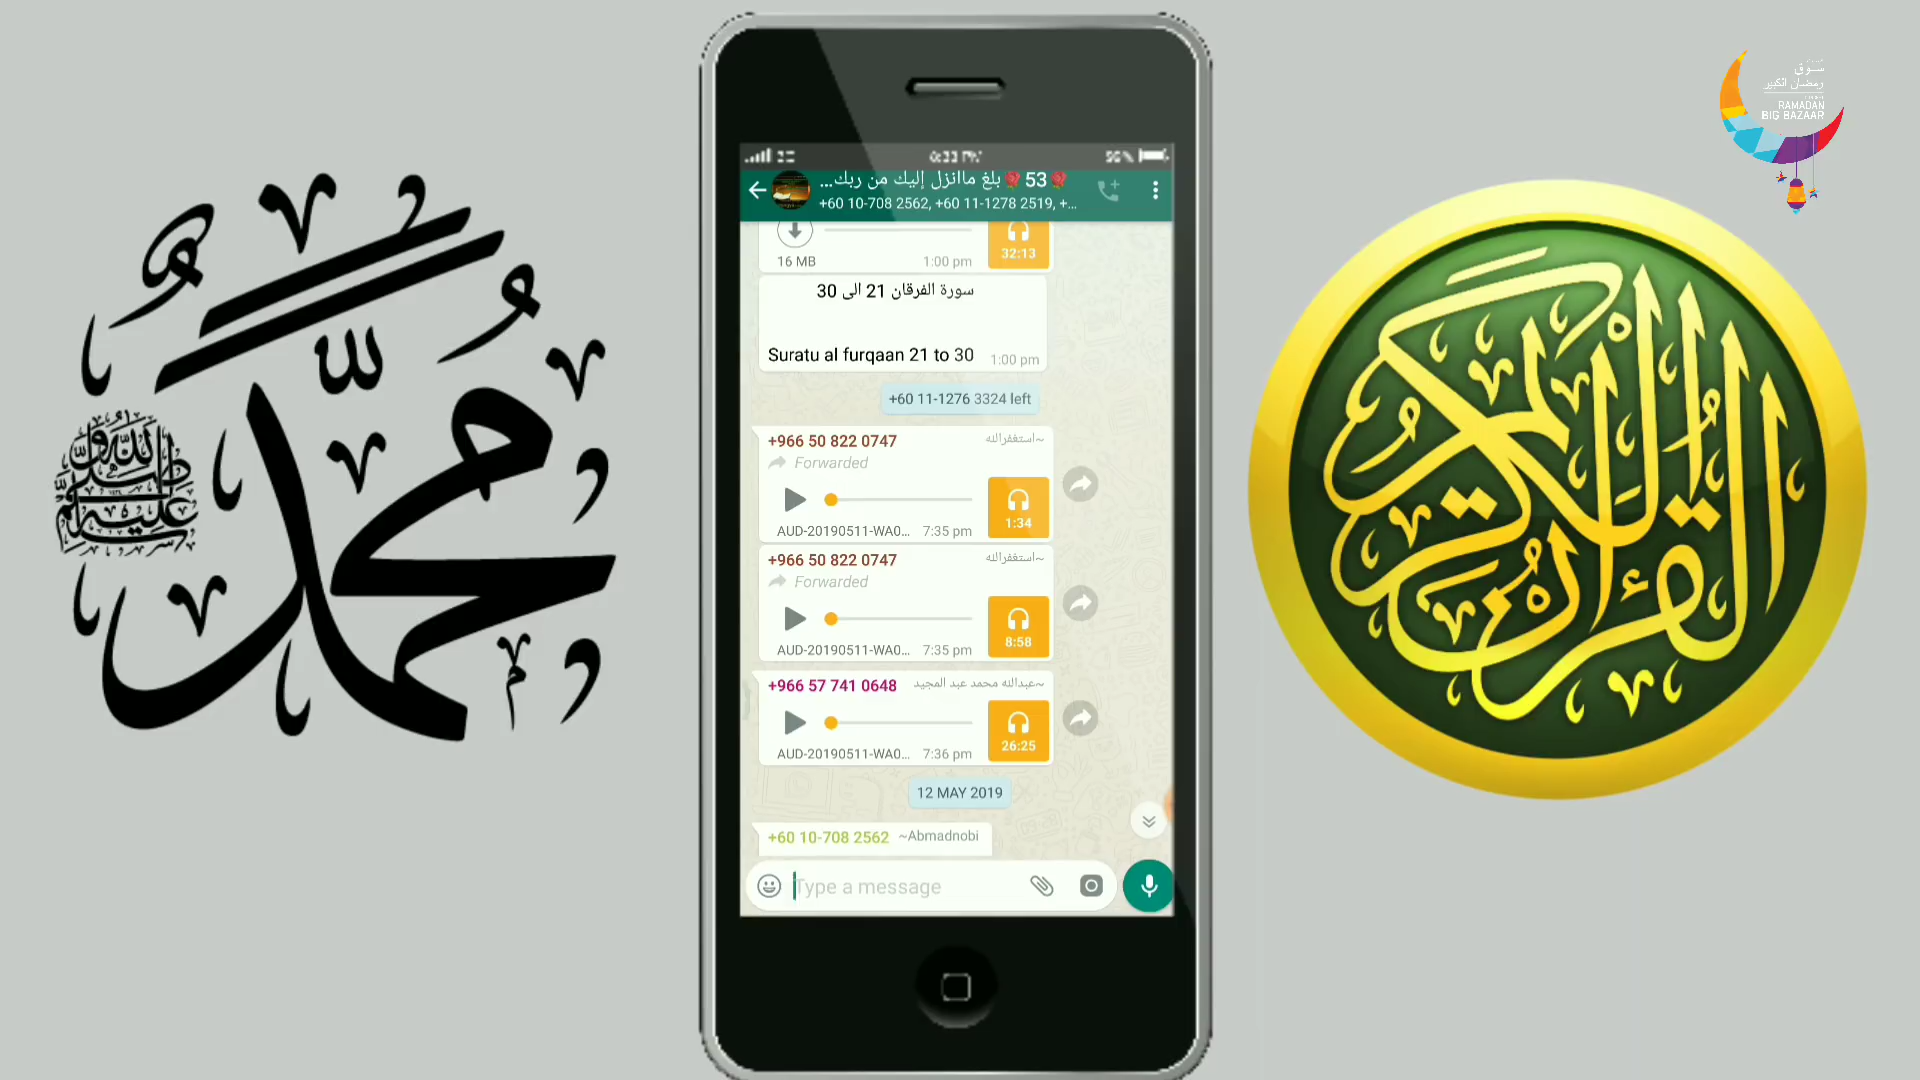 محمد
صلى الله عليه وسلم
53 بلغ ماانزل إليك من ربك...
+60 10-708 2562, +60 11-1278 2519, +...
32:13
16 MB
1:00 pm
سورة الفرقان 21 الى 30
Suratu al furqaan 21 to 30
1:00 pm
+60 11-1276 3324 left
+966 50 822 0747
~استغفرالله
Forwarded
1:34
AUD-20190511-WA0...
7:35 pm
+966 50 822 0747
~استغفرالله
Forwarded
8:58
AUD-20190511-WA0...
7:35 pm
+966 57 741 0648
~عبدالله محمد عبد المجيد
26:25
AUD-20190511-WA0...
7:36 pm
12 MAY 2019
+60 10-708 2562
~Abmadnobi
Type a message
القرآن الكريم
سوق
رمضان الكبير
RAMADAN
BIG BAZAAR